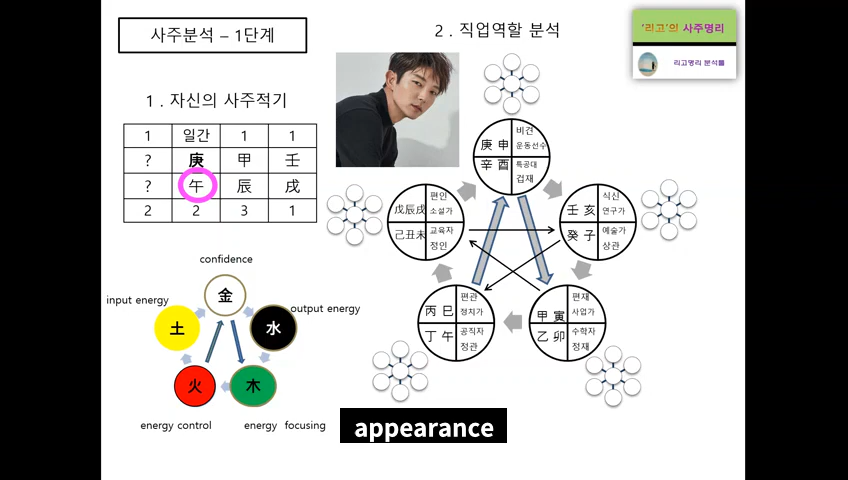 사주분석 – 1단계
2 . 직업역할 분석
'리고'의 사주명리
리고명리 분석틀
1 . 자신의 사주적기
1 일간 1 1
? 庚 甲 壬
? 午 辰 戌
2 2 3 1
庚 申 비견 운동선수
辛 酉 특공대 겁재
戊辰戌 편인 소설가
己丑未 교육자 정인
壬 亥 식신 연구가
癸 子 예술가 상관
丙 巳 편관 정치가
丁 午 공직자 정관
甲 寅 편재 사업가
乙 卯 수학자 정재
confidence
input energy
output energy
金
土
水
火
木
energy control
energy focusing
appearance